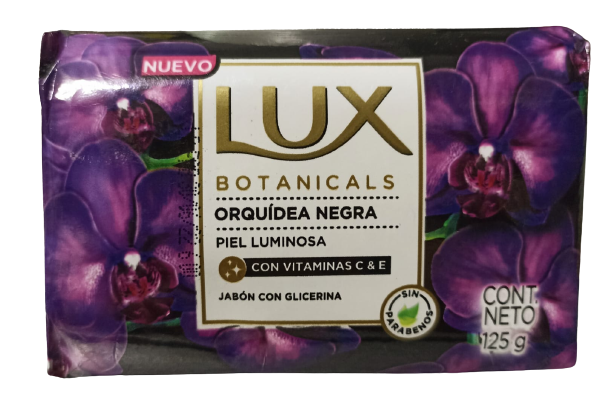 NUEVO
LUX
BOTANICALS
ORQUÍDEA NEGRA
PIEL LUMINOSA
CON VITAMINAS C & E
JABÓN CON GLICERINA
SIN
PARABENOS
CONT.
NETO
125 g